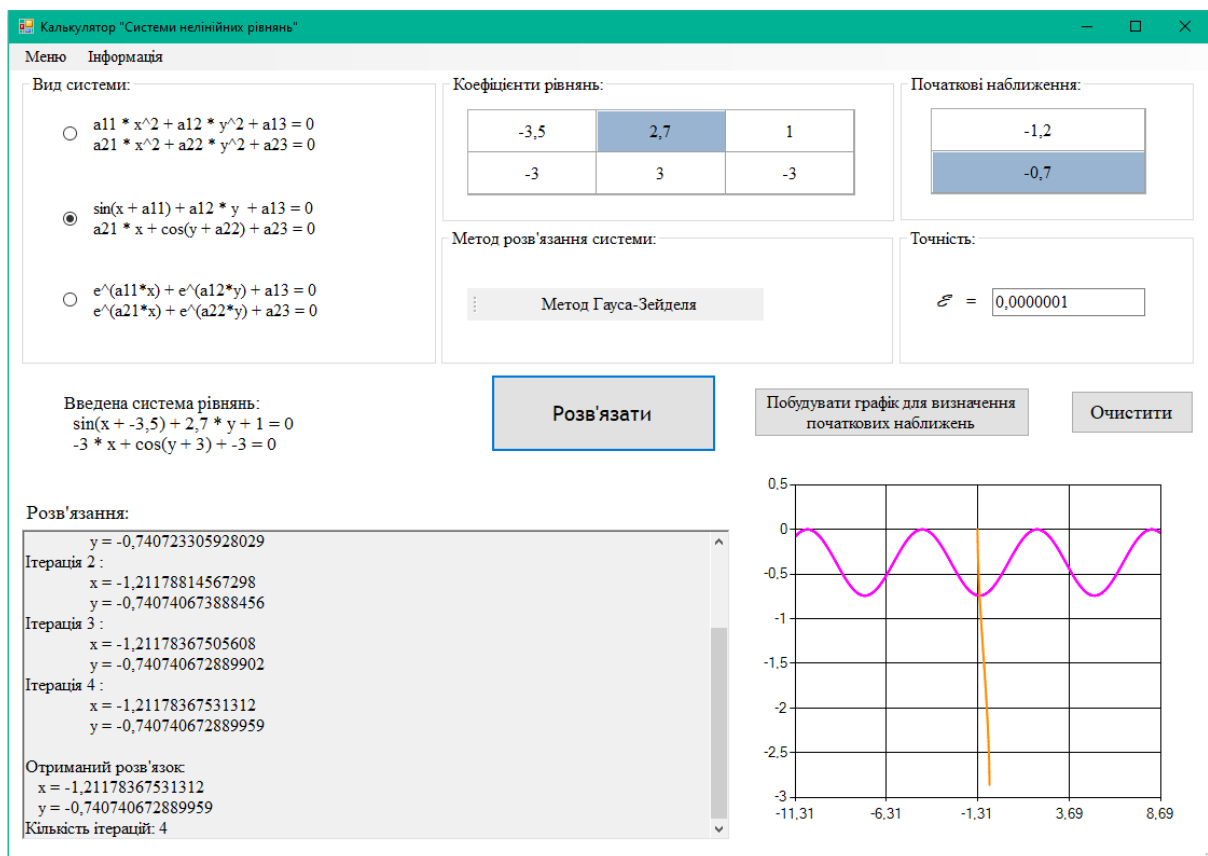 Калькулятор "Системи нелінійних рівнянь"
Меню Інформація
Вид системи:
a11 * x^2 + a12 * y^2 + a13 = 0
a21 * x^2 + a22 * y^2 + a23 = 0
sin(x + a11) + a12 * y + a13 = 0
a21 * x + cos(y + a22) + a23 = 0
e^(a11*x) + e^(a12*y) + a13 = 0
e^(a21*x) + e^(a22*y) + a23 = 0
Коефіцієнти рівнянь:
-3,5 2,7 1
-3 3 -3
Початкові наближення:
-1,2
-0,7
Метод розв'язання системи:
Метод Гауса-Зейделя
Точність:
ℰ = 0,0000001
Введена система рівнянь:
sin(x + -3,5) + 2,7 * y + 1 = 0
-3 * x + cos(y + 3) + -3 = 0
Розв'язати
Побудувати графік для визначення
початкових наближень
Очистити
Розв'язання:
y = -0,740723305928029
Ітерація 2 :
x = -1,21178814567298
y = -0,740740673888456
Ітерація 3 :
x = -1,21178367505608
y = -0,740740672889902
Ітерація 4 :
x = -1,21178367531312
y = -0,740740672889959
Отриманий розв'язок:
x = -1,21178367531312
y = -0,740740672889959
Кількість ітерацій: 4
0,5
0
-0,5
-1
-1,5
-2
-2,5
-3
-11,31 -6,31 -1,31 3,69 8,69